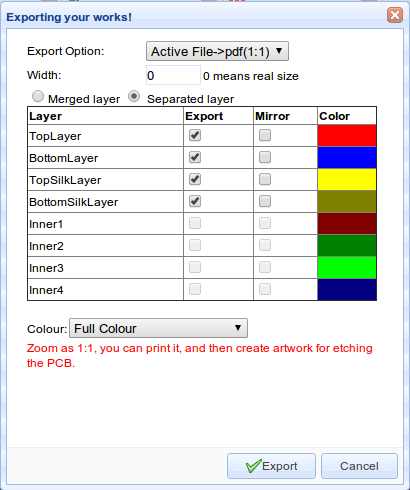 Exporting your works!
Export Option: Active File->pdf(1:1)
Width: 0 0 means real size
Merged layer Separated layer
Layer Export Mirror Color
TopLayer
BottomLayer
TopSilkLayer
BottomSilkLayer
Inner1
Inner2
Inner3
Inner4
Colour: Full Colour
Zoom as 1:1, you can print it, and then create artwork for etching
the PCB.
Export Cancel